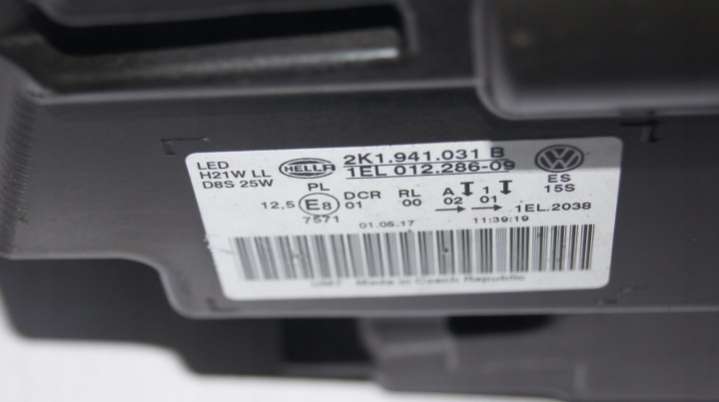 LED
H21W LL
D8S 25W
HELLA
2K1.941.031 B
1EL 012.286-09
ES
15S
PL
12,5 E8 DCR RL A 1
01 00 02 01
7571
1EL.2038
01.06.17 11:39:19
Made in Czech Republic